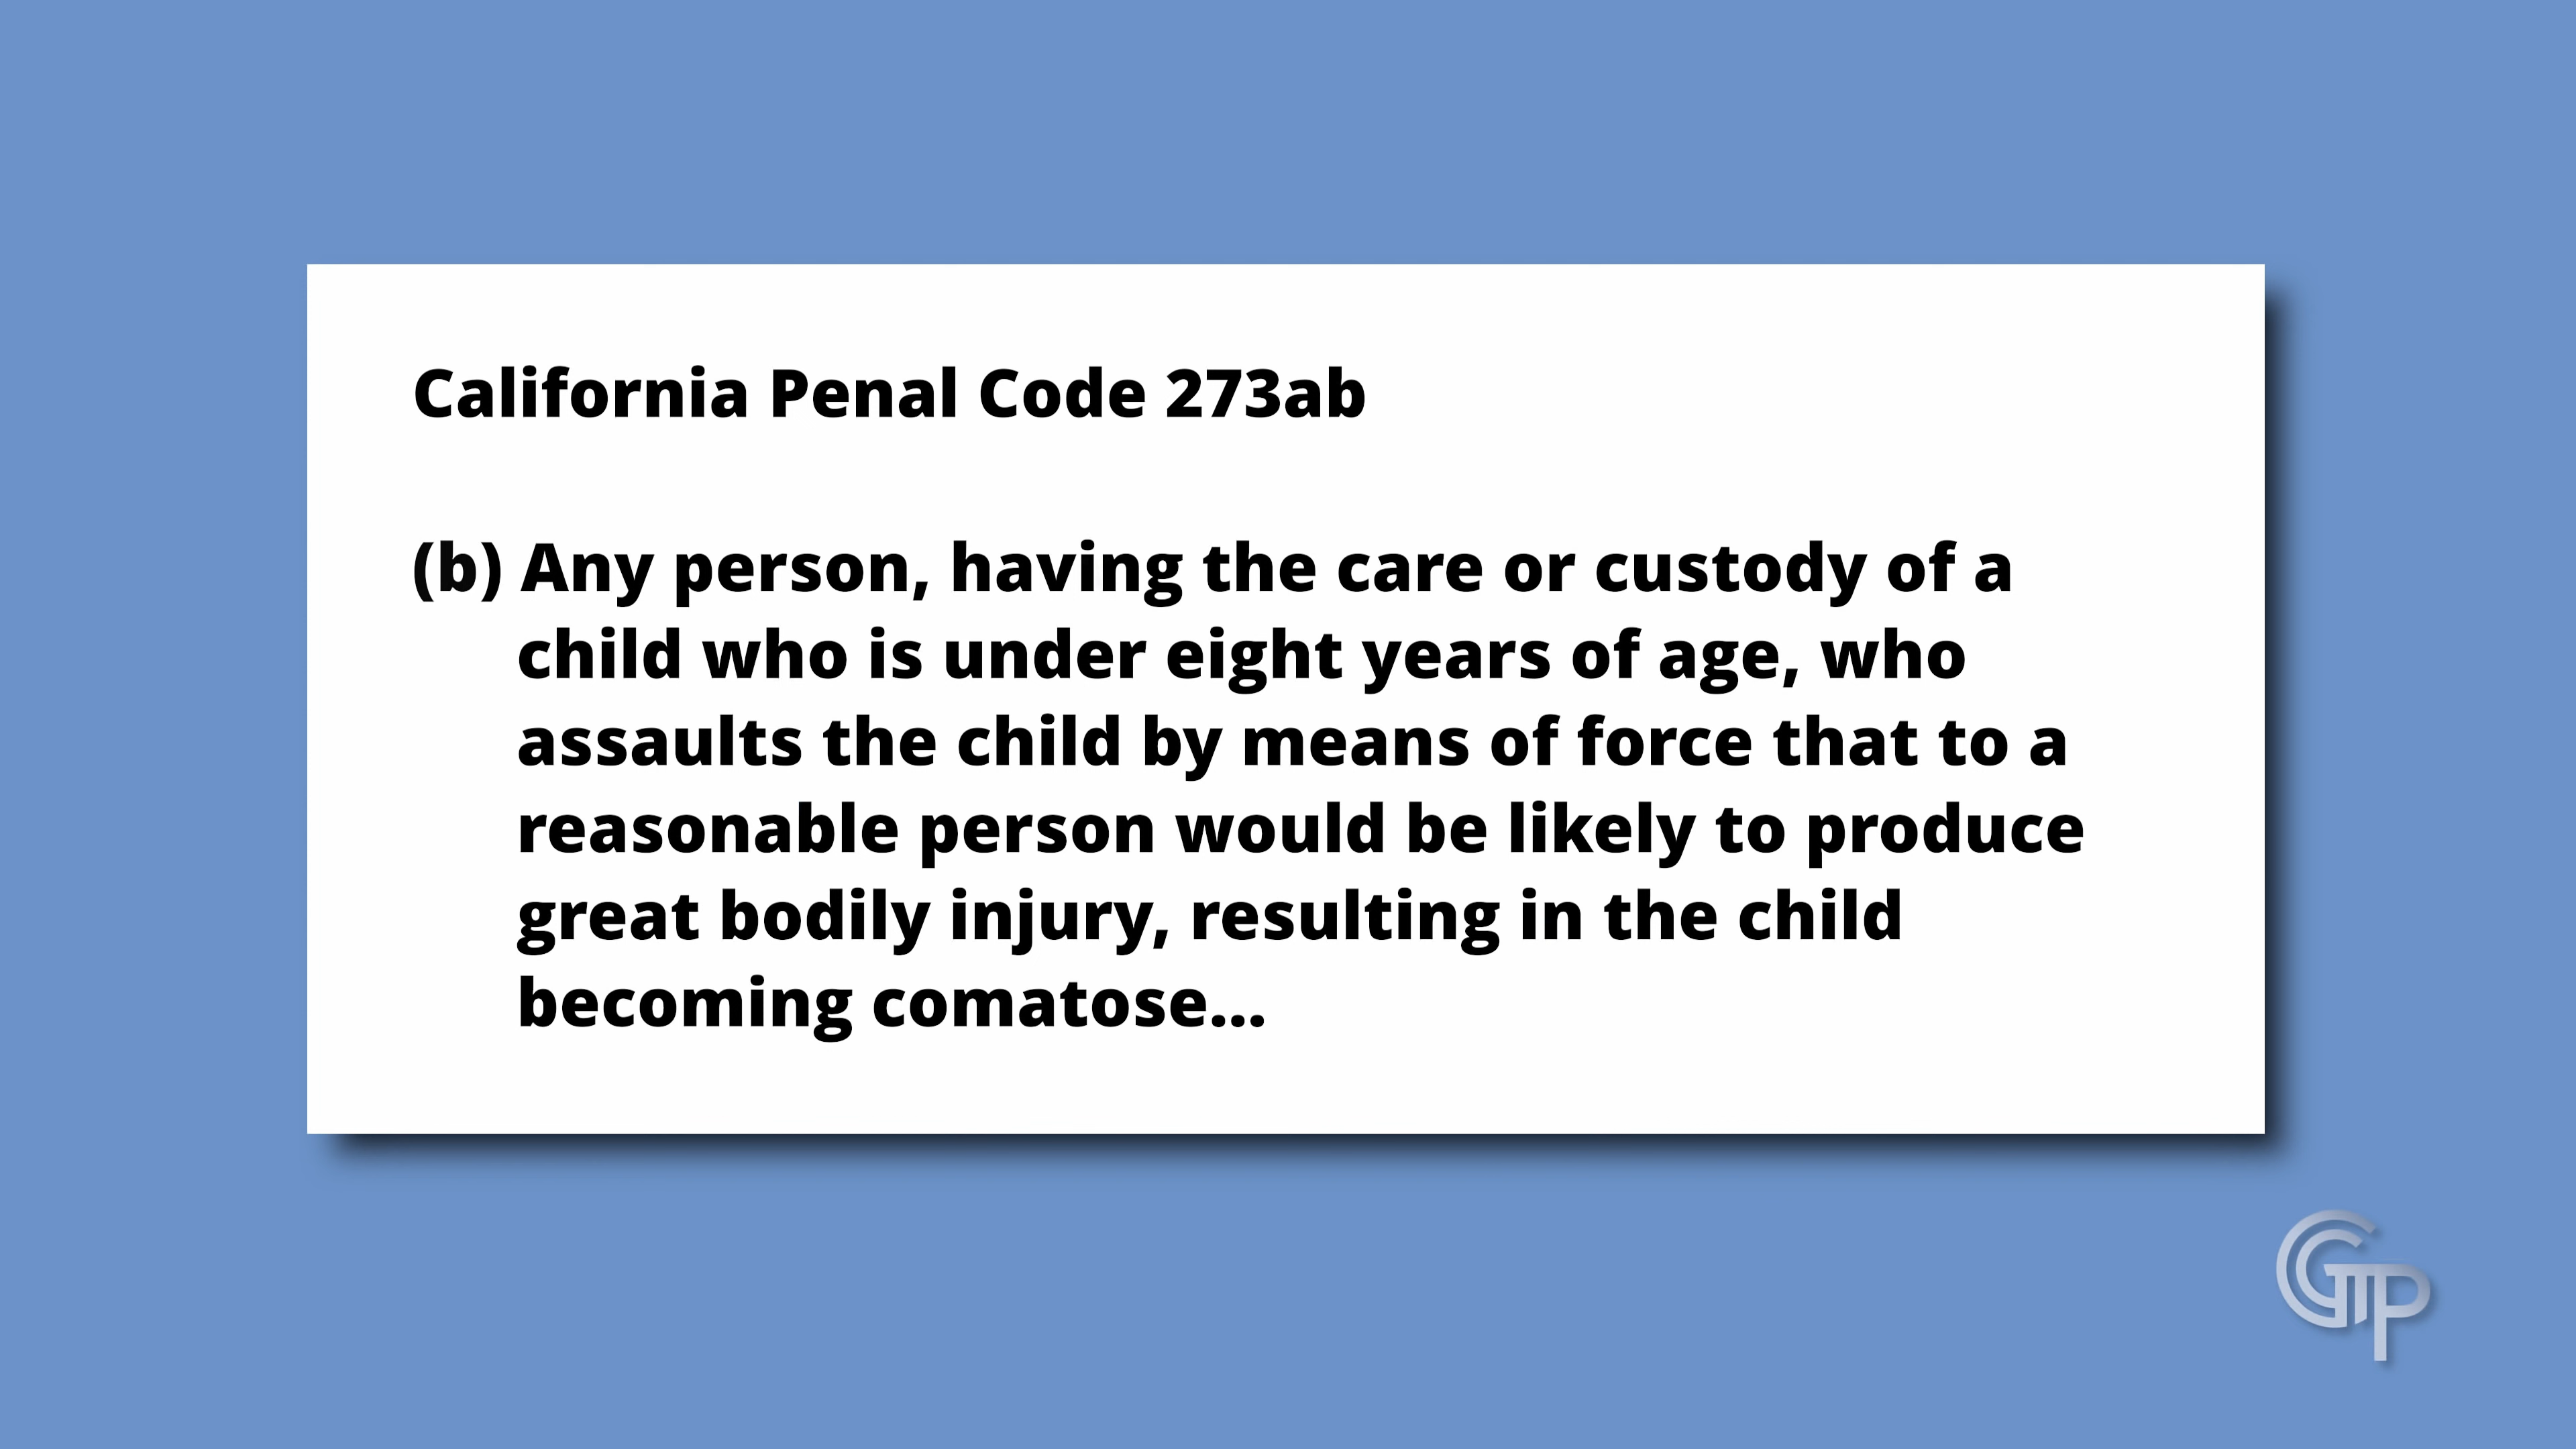 California Penal Code 273ab
(b) Any person, having the care or custody of a
child who is under eight years of age, who
assaults the child by means of force that to a
reasonable person would be likely to produce
great bodily injury, resulting in the child
becoming comatose...
GP